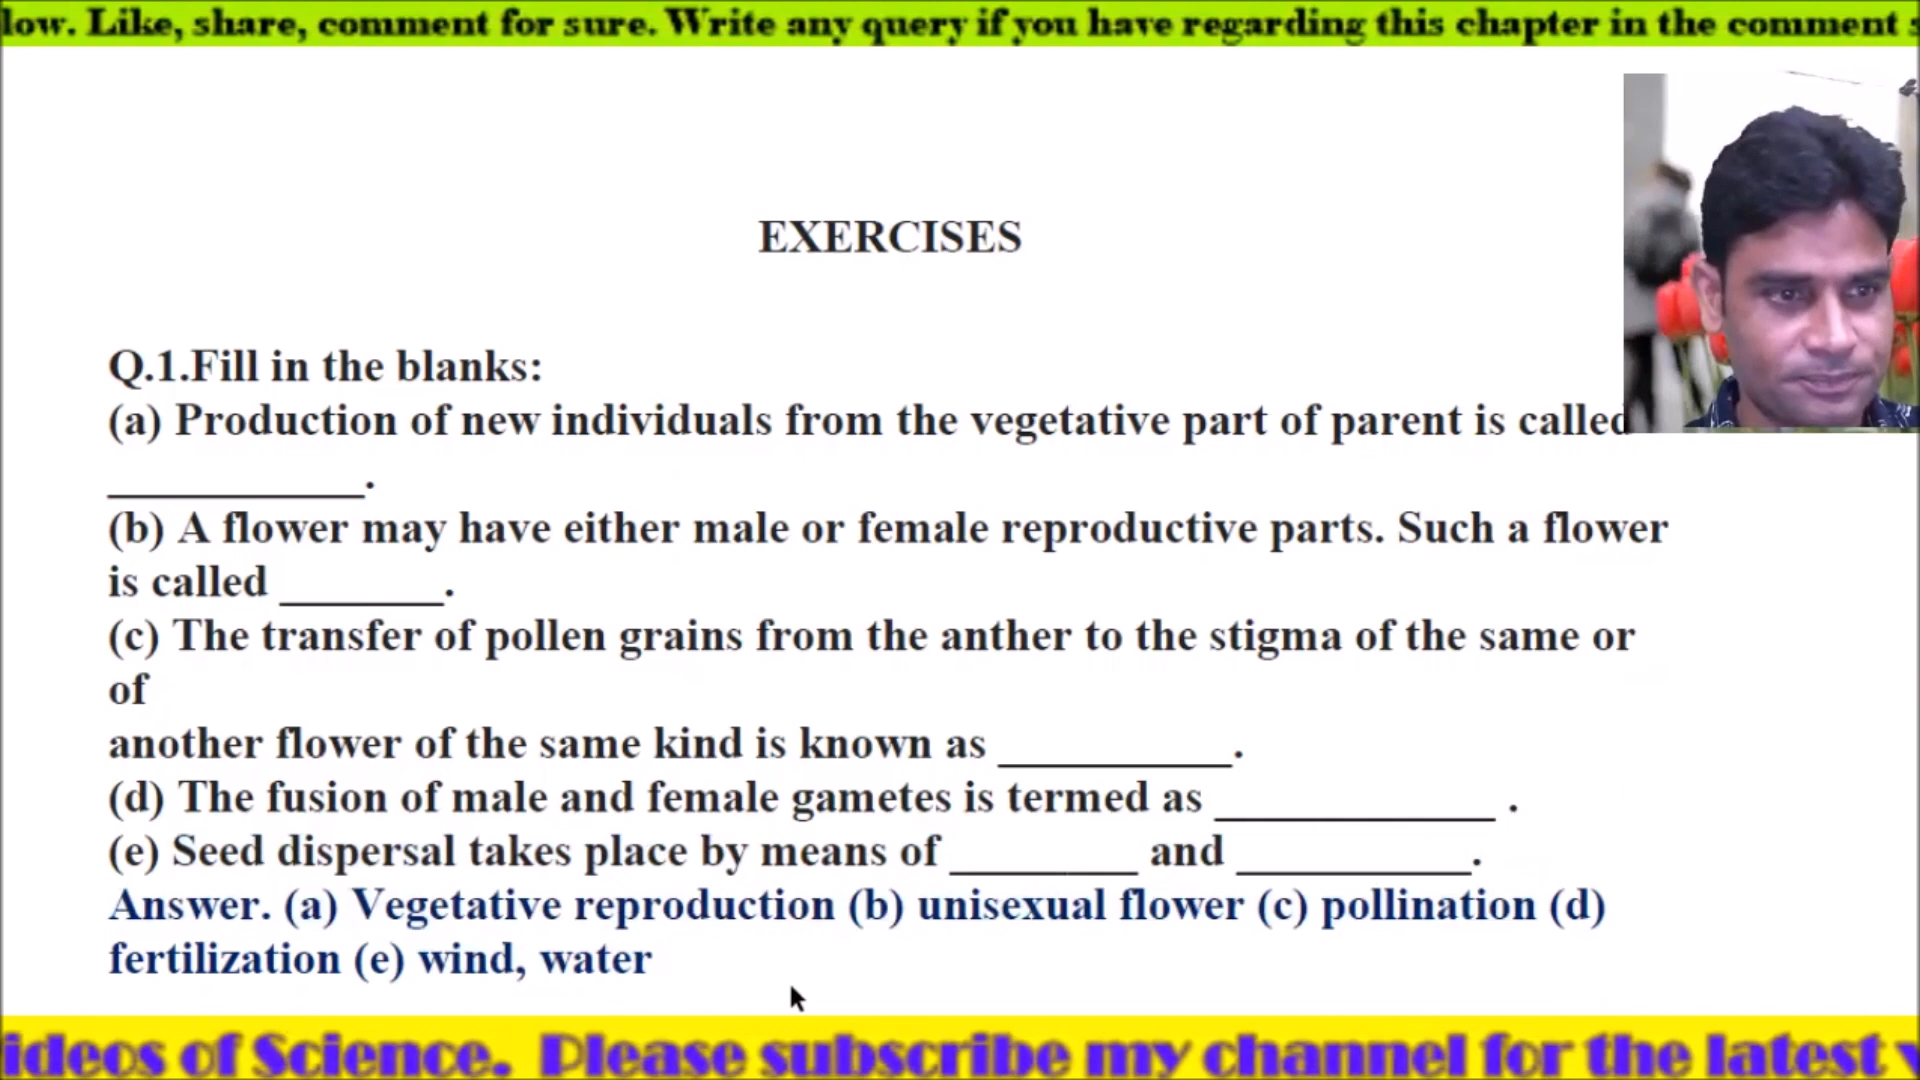 low. Like, share, comment for sure. Write any query if you have regarding this chapter in the comment s
EXERCISES
Q.1.Fill in the blanks:
(a) Production of new individuals from the vegetative part of parent is called
___________.
(b) A flower may have either male or female reproductive parts. Such a flower
is called _______.
(c) The transfer of pollen grains from the anther to the stigma of the same or
of
another flower of the same kind is known as __________.
(d) The fusion of male and female gametes is termed as ____________ .
(e) Seed dispersal takes place by means of ________ and __________.
Answer. (a) Vegetative reproduction (b) unisexual flower (c) pollination (d)
fertilization (e) wind, water
ideos of Science. Please subscribe my channel for the latest v